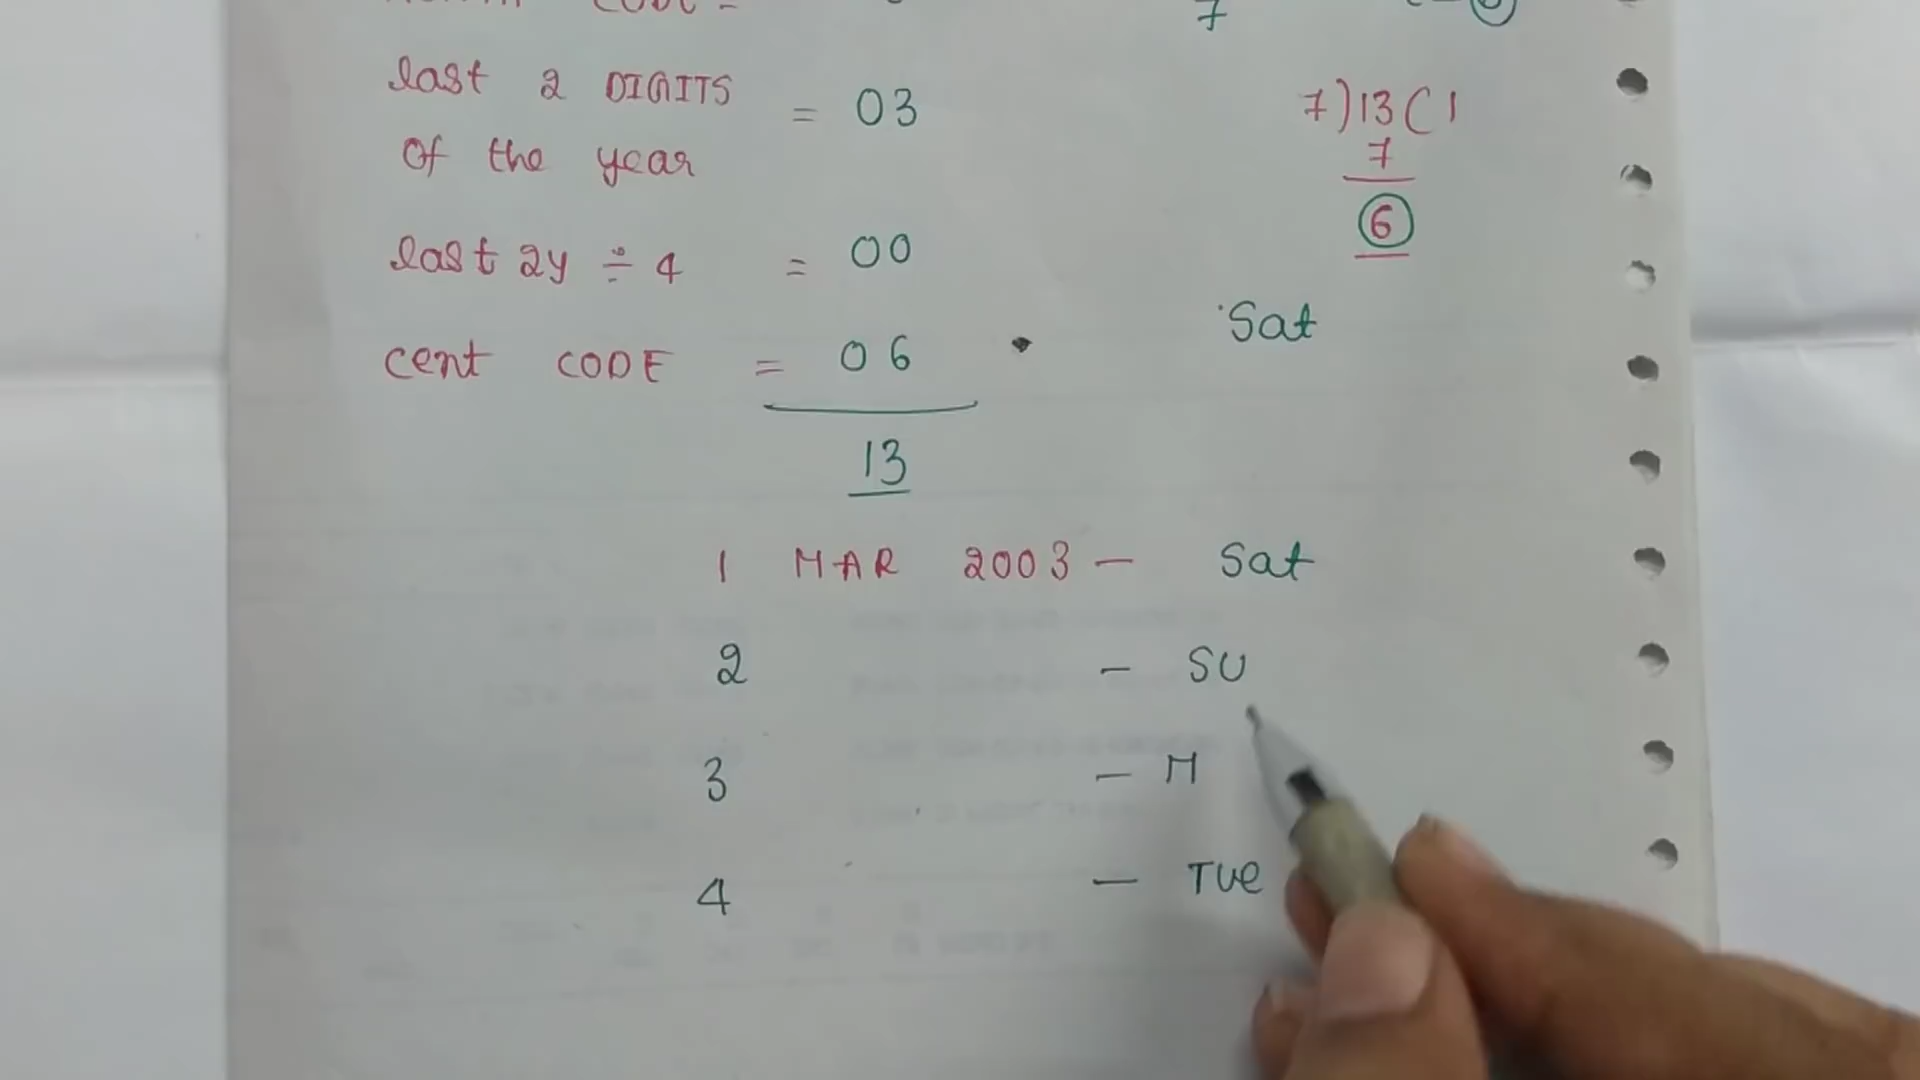 CODE =
7
last 2 DIGITS = 03
of the year
7)13(1
7
6
last 2y ÷ 4 = 00
Sat
cent CODE = 06
13
1 MAR 2003 - Sat
2 - SU
3 - M
4 - Tue